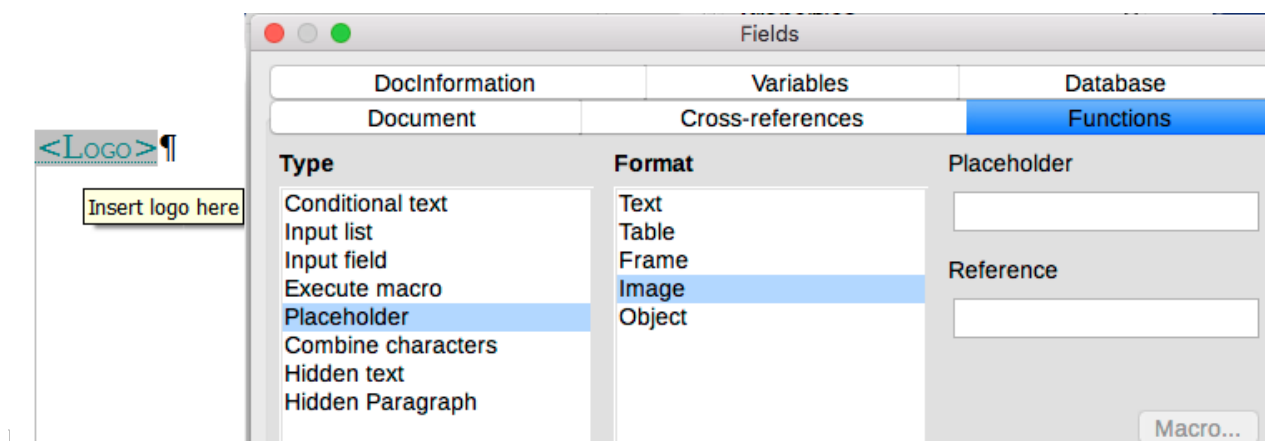 Fields
DocInformation Variables Database
Document Cross-references Functions
<Logo>¶
Insert logo here
Type Format Placeholder
Conditional text Text
Input list Table
Input field Frame
Execute macro Image
Placeholder Object
Combine characters
Hidden text
Hidden Paragraph
Reference
Macro...